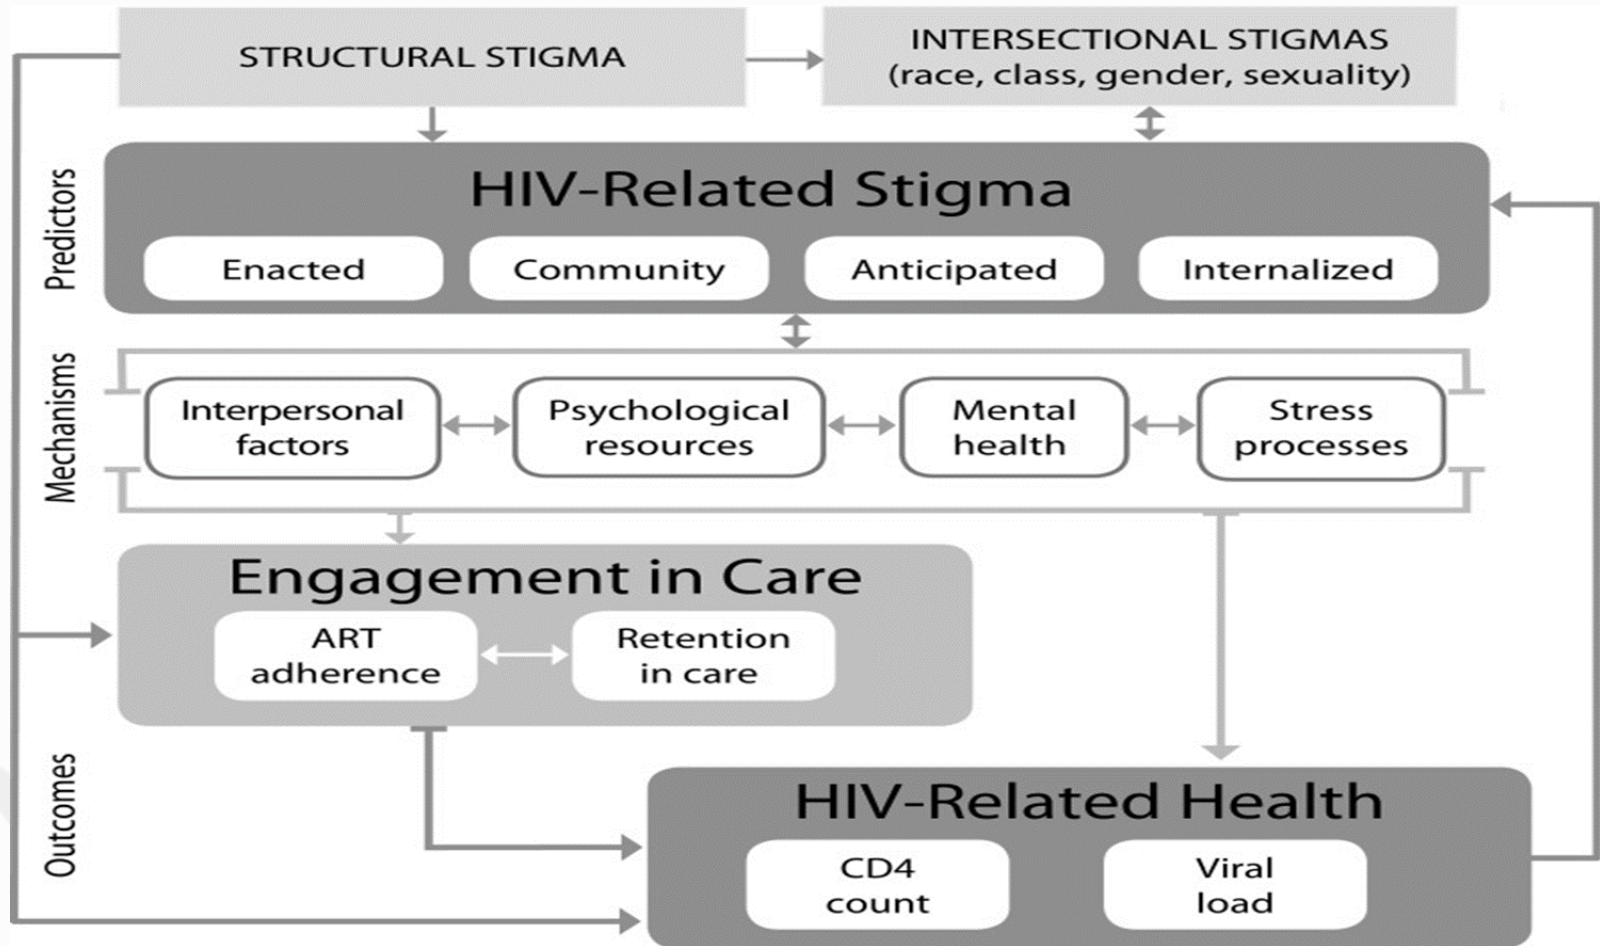 STRUCTURAL STIGMA
INTERSECTIONAL STIGMAS
(race, class, gender, sexuality)
Predictors
HIV-Related Stigma
Enacted
Community
Anticipated
Internalized
Mechanisms
Interpersonal
factors
Psychological
resources
Mental
health
Stress
processes
Engagement in Care
ART
adherence
Retention
in care
Outcomes
HIV-Related Health
CD4
count
Viral
load